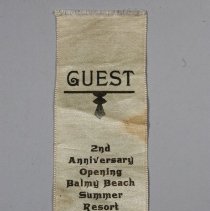 GUEST
2nd
Anniversary
Opening
Balmy Beach
Summer
Resort